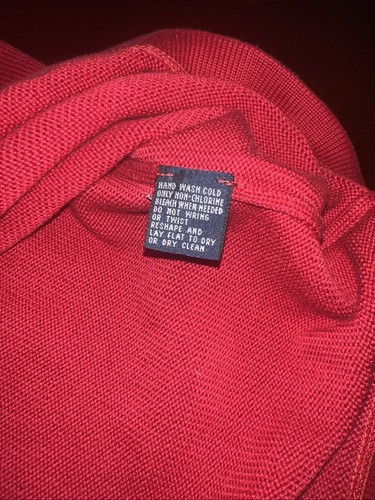 HAND WASH COLD
ONLY NON-CHLORINE
BLEACH WHEN NEEDED
DO NOT WRING
OR TWIST
RESHAPE AND
LAY FLAT TO DRY
OR DRY CLEAN